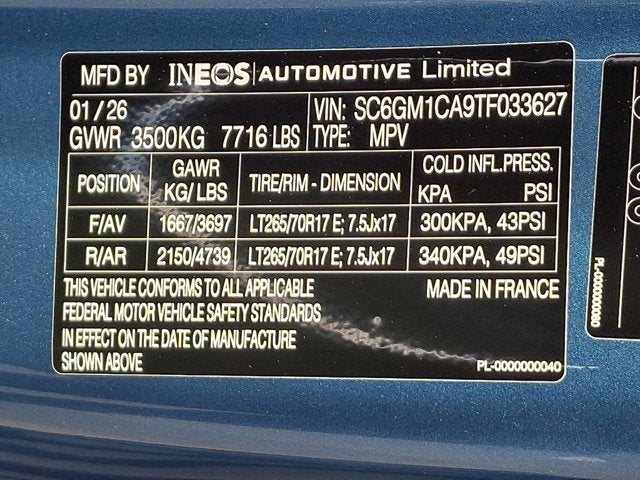 MFD BY INEOS | AUTOMOTIVE Limited
01 / 26 VIN: SC6GM1CA9TF033627
GVWR 3500KG 7716 LBS TYPE: MPV
POSITION GAWR KG/ LBS TIRE/RIM - DIMENSION COLD INFL.PRESS. KPA PSI
F/AV 1667/3697 LT265/70R17 E; 7.5Jx17 300KPA, 43PSI
R/AR 2150/4739 LT265/70R17 E; 7.5Jx17 340KPA, 49PSI
THIS VEHICLE CONFORMS TO ALL APPLICABLE MADE IN FRANCE
FEDERAL MOTOR VEHICLE SAFETY STANDARDS
IN EFFECT ON THE DATE OF MANUFACTURE
SHOWN ABOVE
PL-0000000040
PL-0000000080